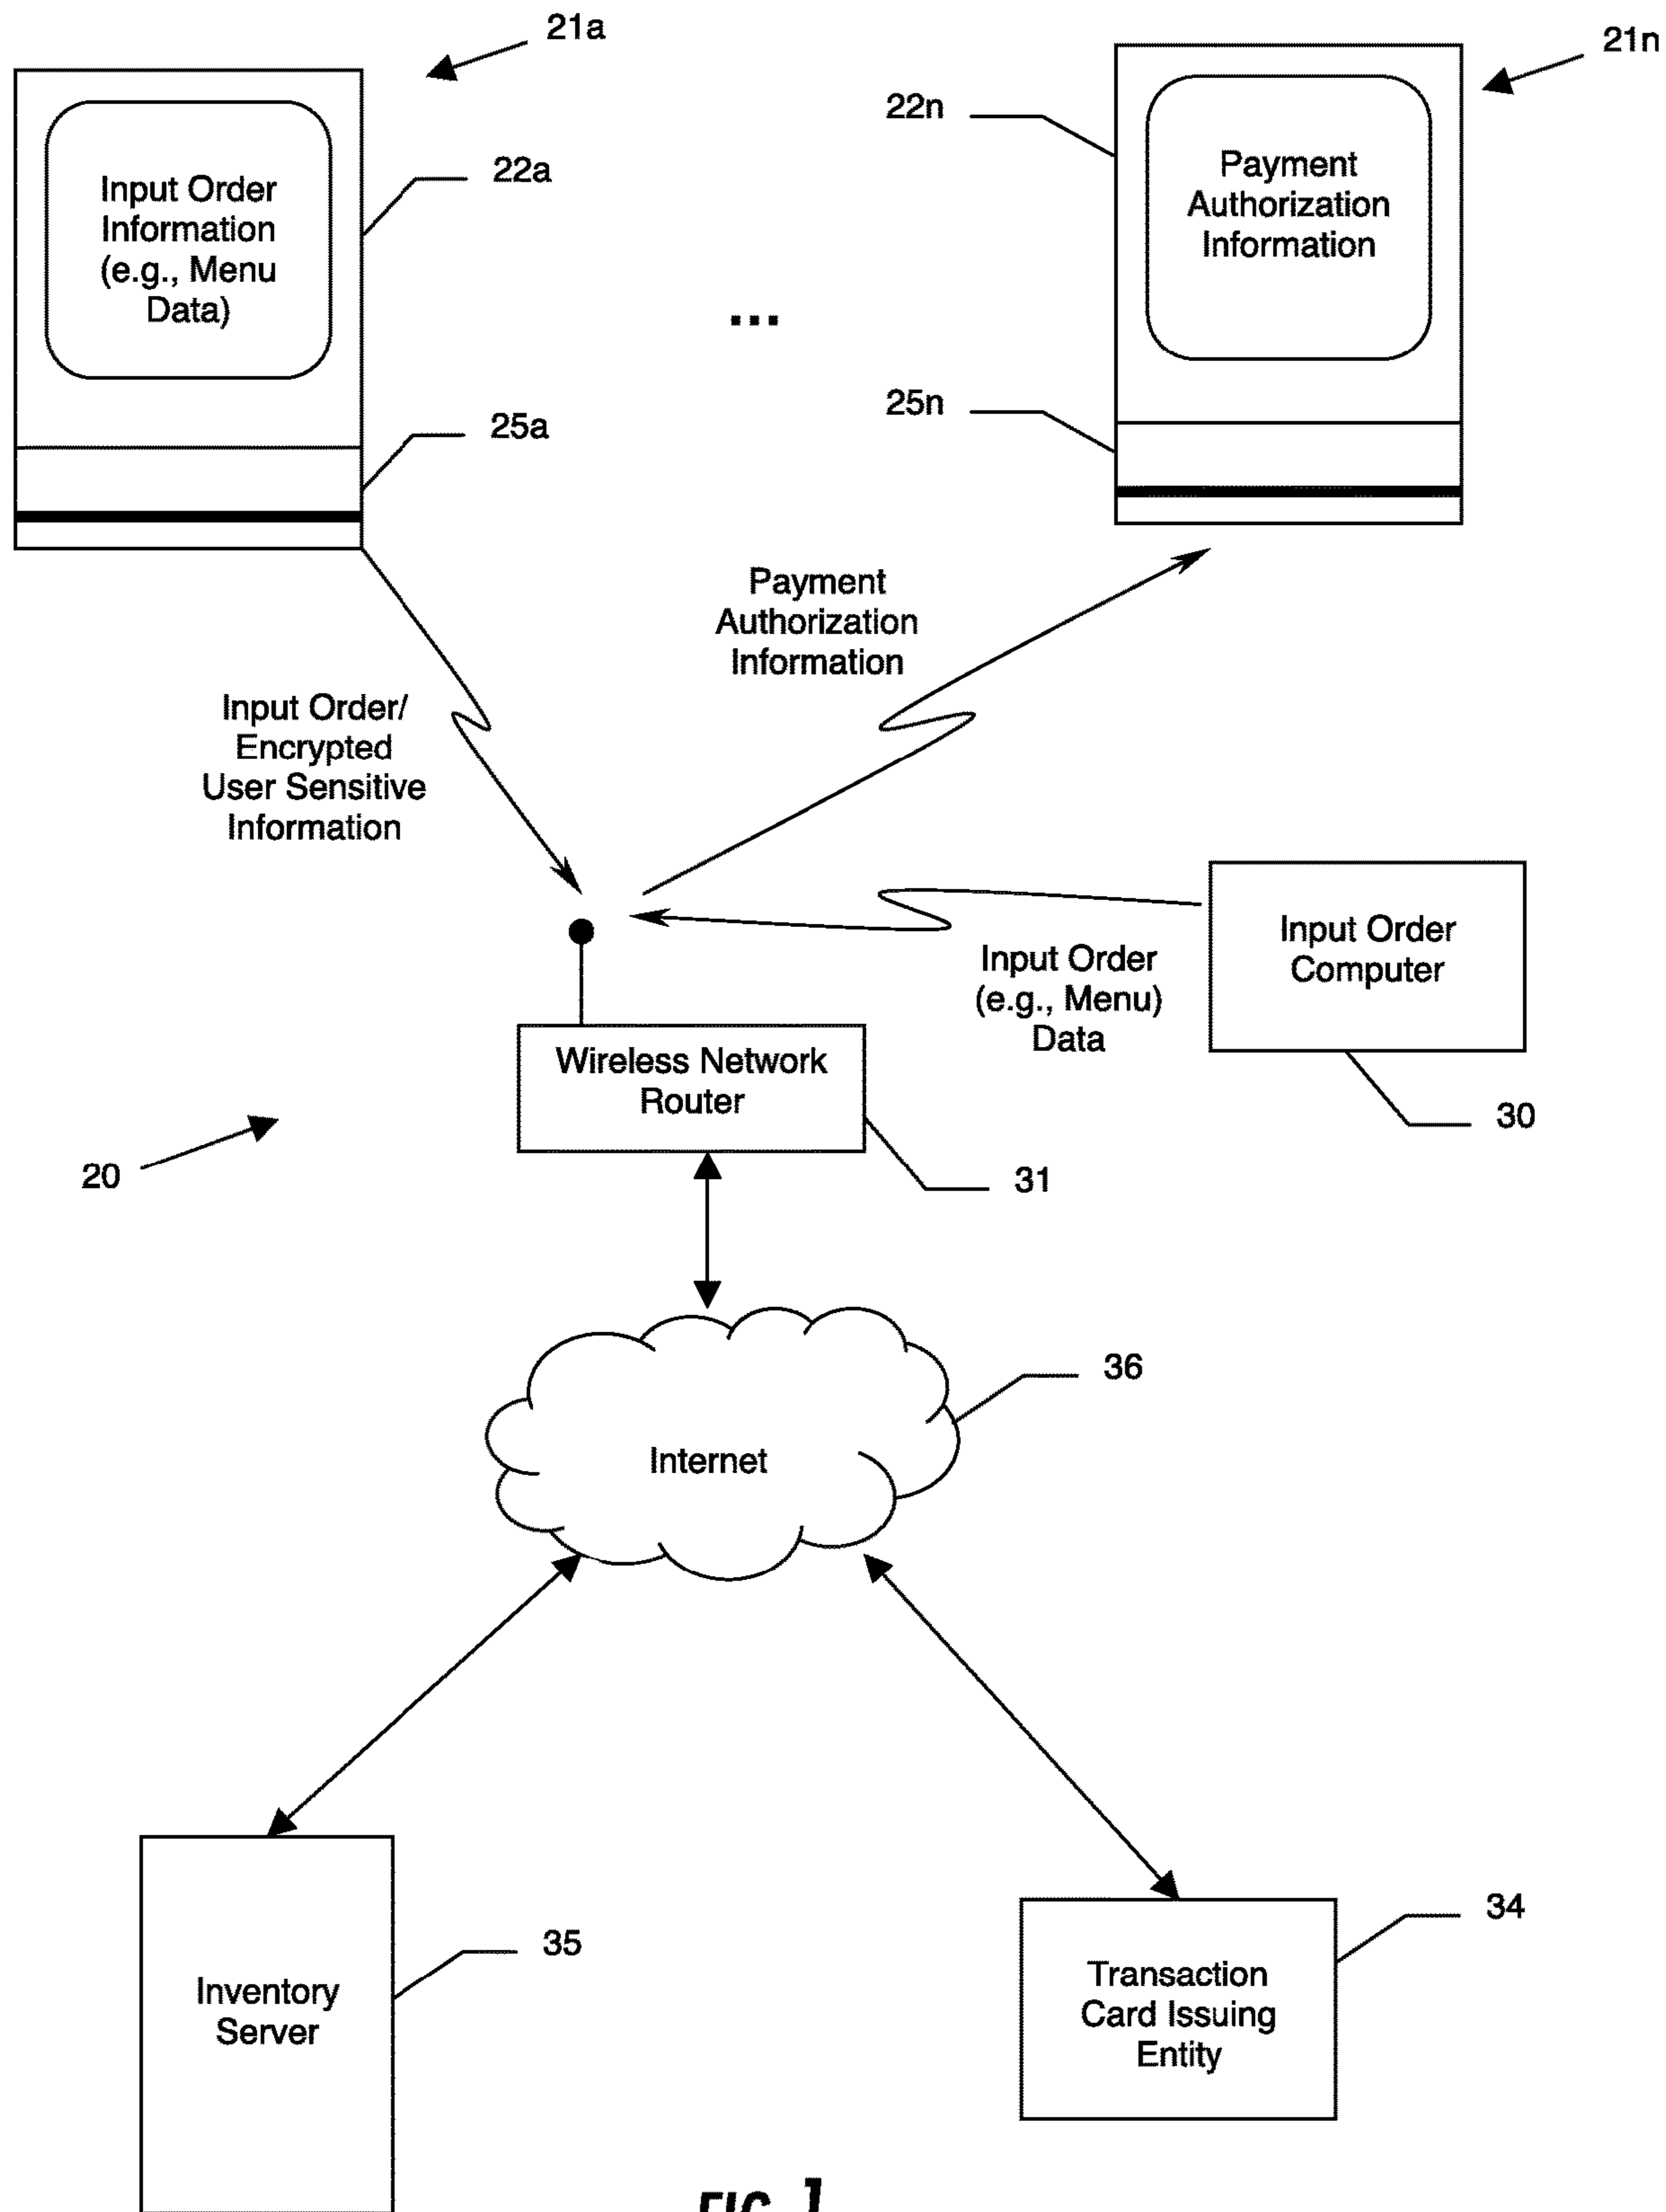 21a
21n
22n
Payment
Authorization
Information
Input Order
Information
(e.g., Menu
Data)
22a
...
25n
25a
Payment
Authorization
Information
Input Order/
Encrypted
User Sensitive
Information
Input Order
Computer
Input Order
(e.g., Menu)
Data
Wireless Network
Router
30
20
31
36
Internet
35
34
Inventory
Server
Transaction
Card Issuing
Entity
FIG. 1